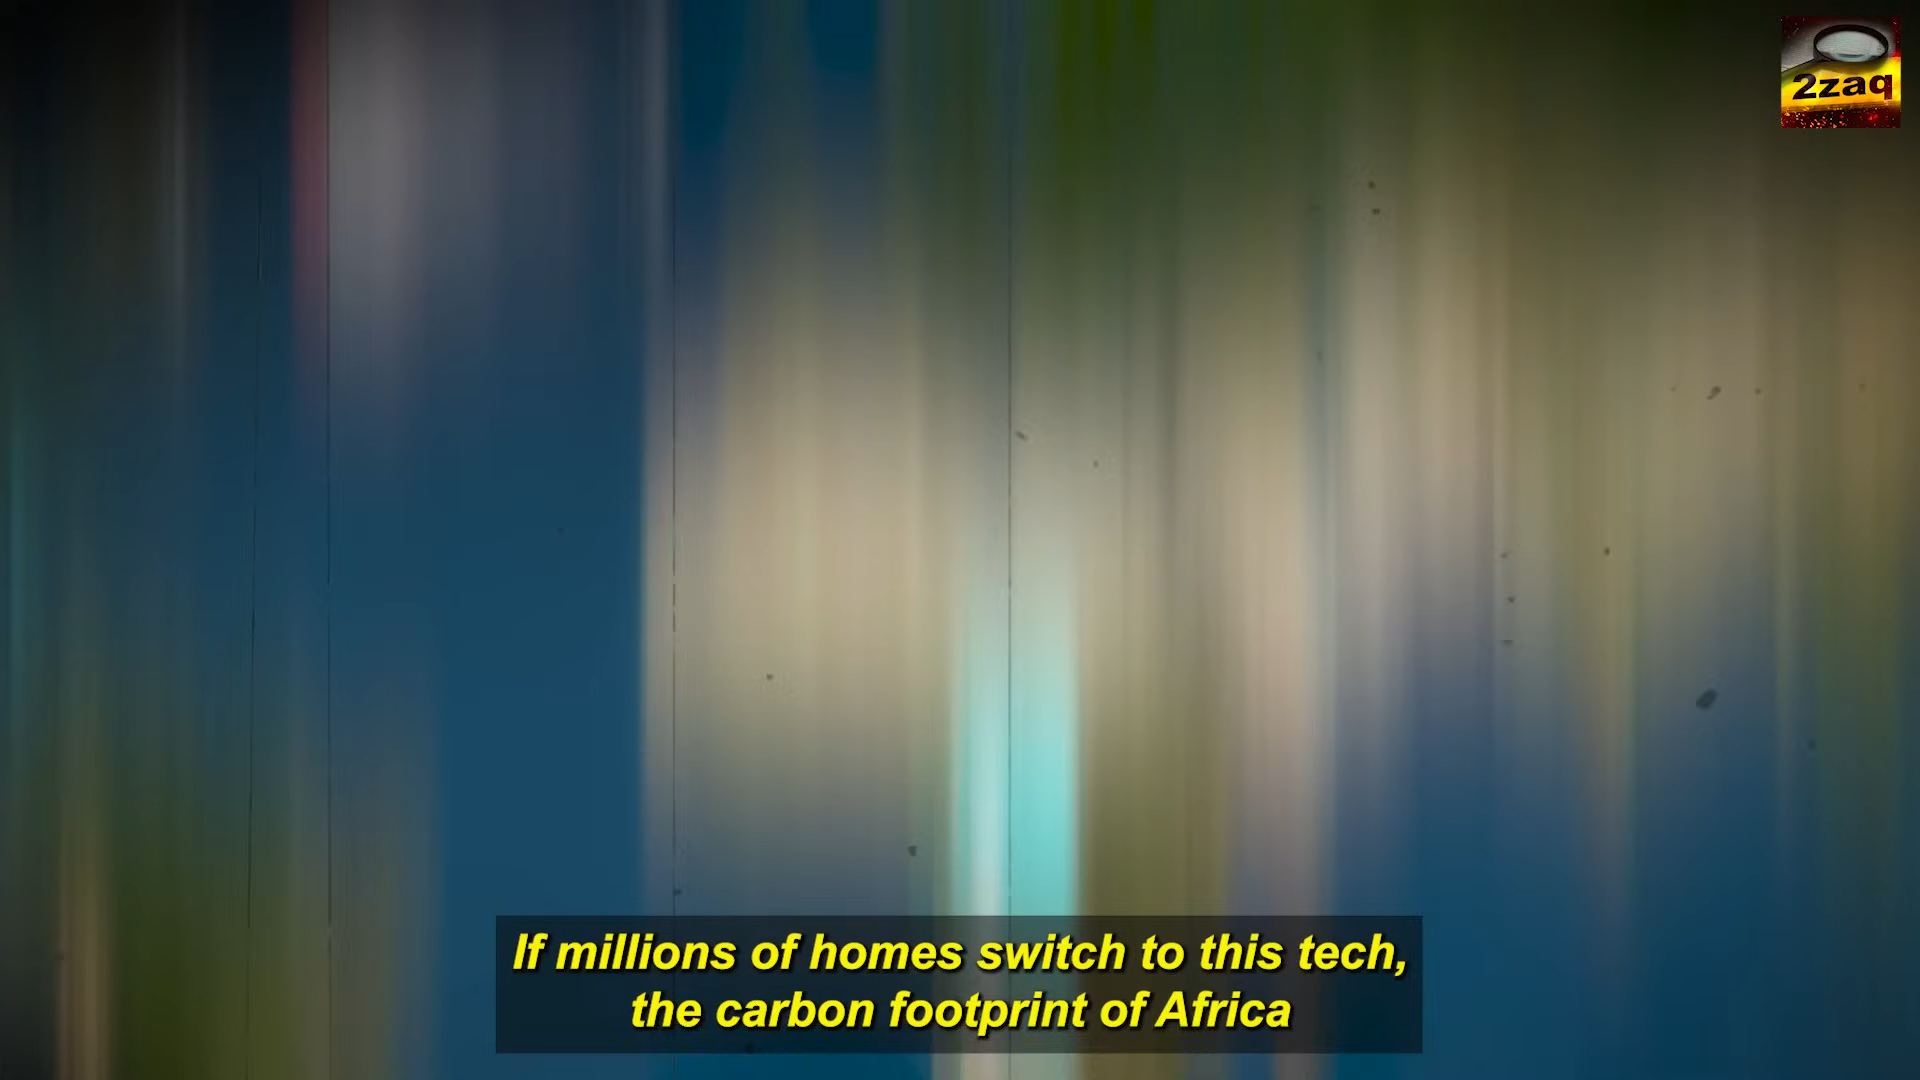 2zaq
If millions of homes switch to this tech,
the carbon footprint of Africa